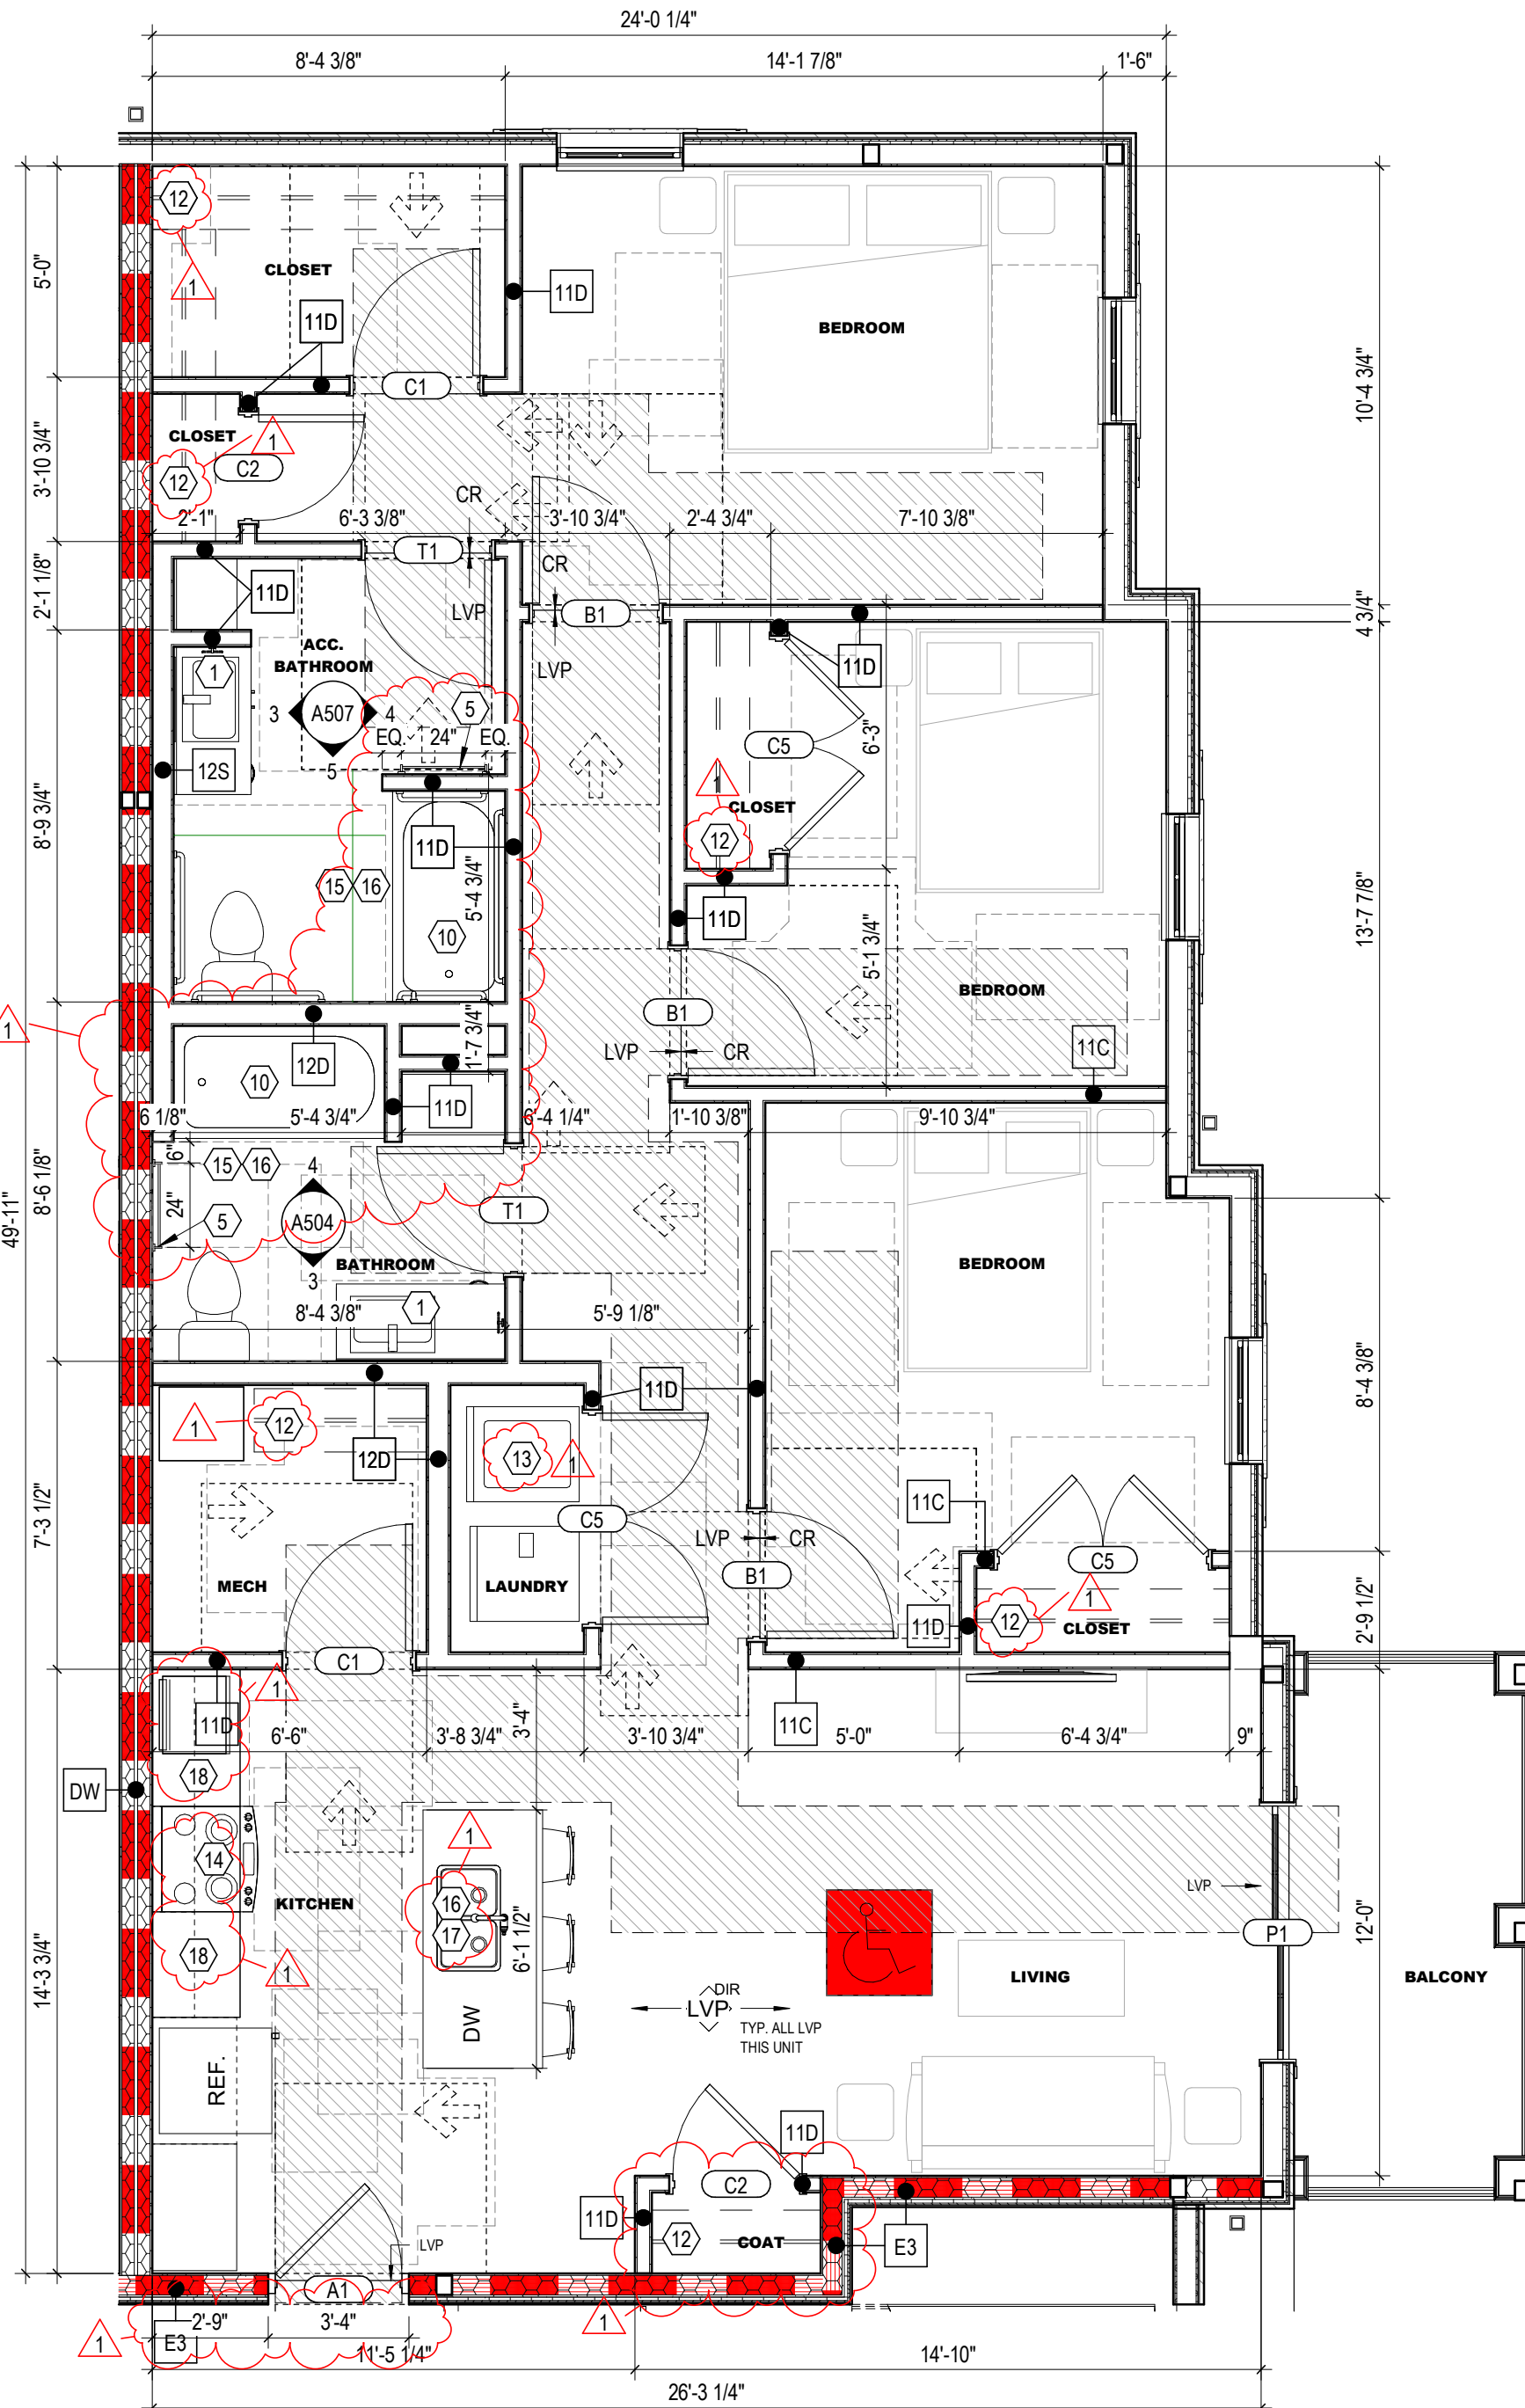 24'-0 1/4"
8'-4 3/8"
14'-1 7/8"
1'-6"
12
1
CLOSET
11D
11D
BEDROOM
5'-0"
10'-4 3/4"
C1
CLOSET
1
C2
12
3'-10 3/4"
CR
2'-1"
6'-3 3/8"
3'-10 3/4"
2'-4 3/4"
7'-10 3/8"
T1
CR
11D
LVP
B1
LVP
2'-1 1/8"
4 3/4"
ACC.
BATHROOM
1
11D
3
A507
4
5
5
EQ.
24"
EQ.
C5
6'-3"
12S
1
CLOSET
12
11D
8'-9 3/4"
15
16
5'-4 3/4"
10
11D
13'-7 7/8"
5'-1 3/4"
BEDROOM
B1
1
LVP
CR
11C
12D
1'-7 3/4"
10
11D
6 1/8"
5'-4 3/4"
6'-4 1/4"
1'-10 3/8"
9'-10 3/4"
6"
15
16
4
24"
5
A504
3
T1
49'-11"
8'-6 1/8"
BATHROOM
BEDROOM
1
8'-4 3/8"
5'-9 1/8"
11D
8'-4 3/8"
1
12
12D
13
1
11C
C5
LVP
CR
7'-3 1/2"
MECH
LAUNDRY
B1
C5
1
12
11D
CLOSET
2'-9 1/2"
C1
1
11D
11C
6'-6"
3'-8 3/4"
3'-4"
3'-10 3/4"
5'-0"
6'-4 3/4"
9"
18
DW
14
1
KITCHEN
16
17
6'-1 1/2"
LVP
12'-0"
P1
18
1
LIVING
BALCONY
14'-3 3/4"
DIR
LVP
TYP. ALL LVP
THIS UNIT
DW
REF.
11D
C2
11D
12
COAT
E3
LVP
A1
2'-9"
3'-4"
1
E3
1
11'-5 1/4"
14'-10"
26'-3 1/4"